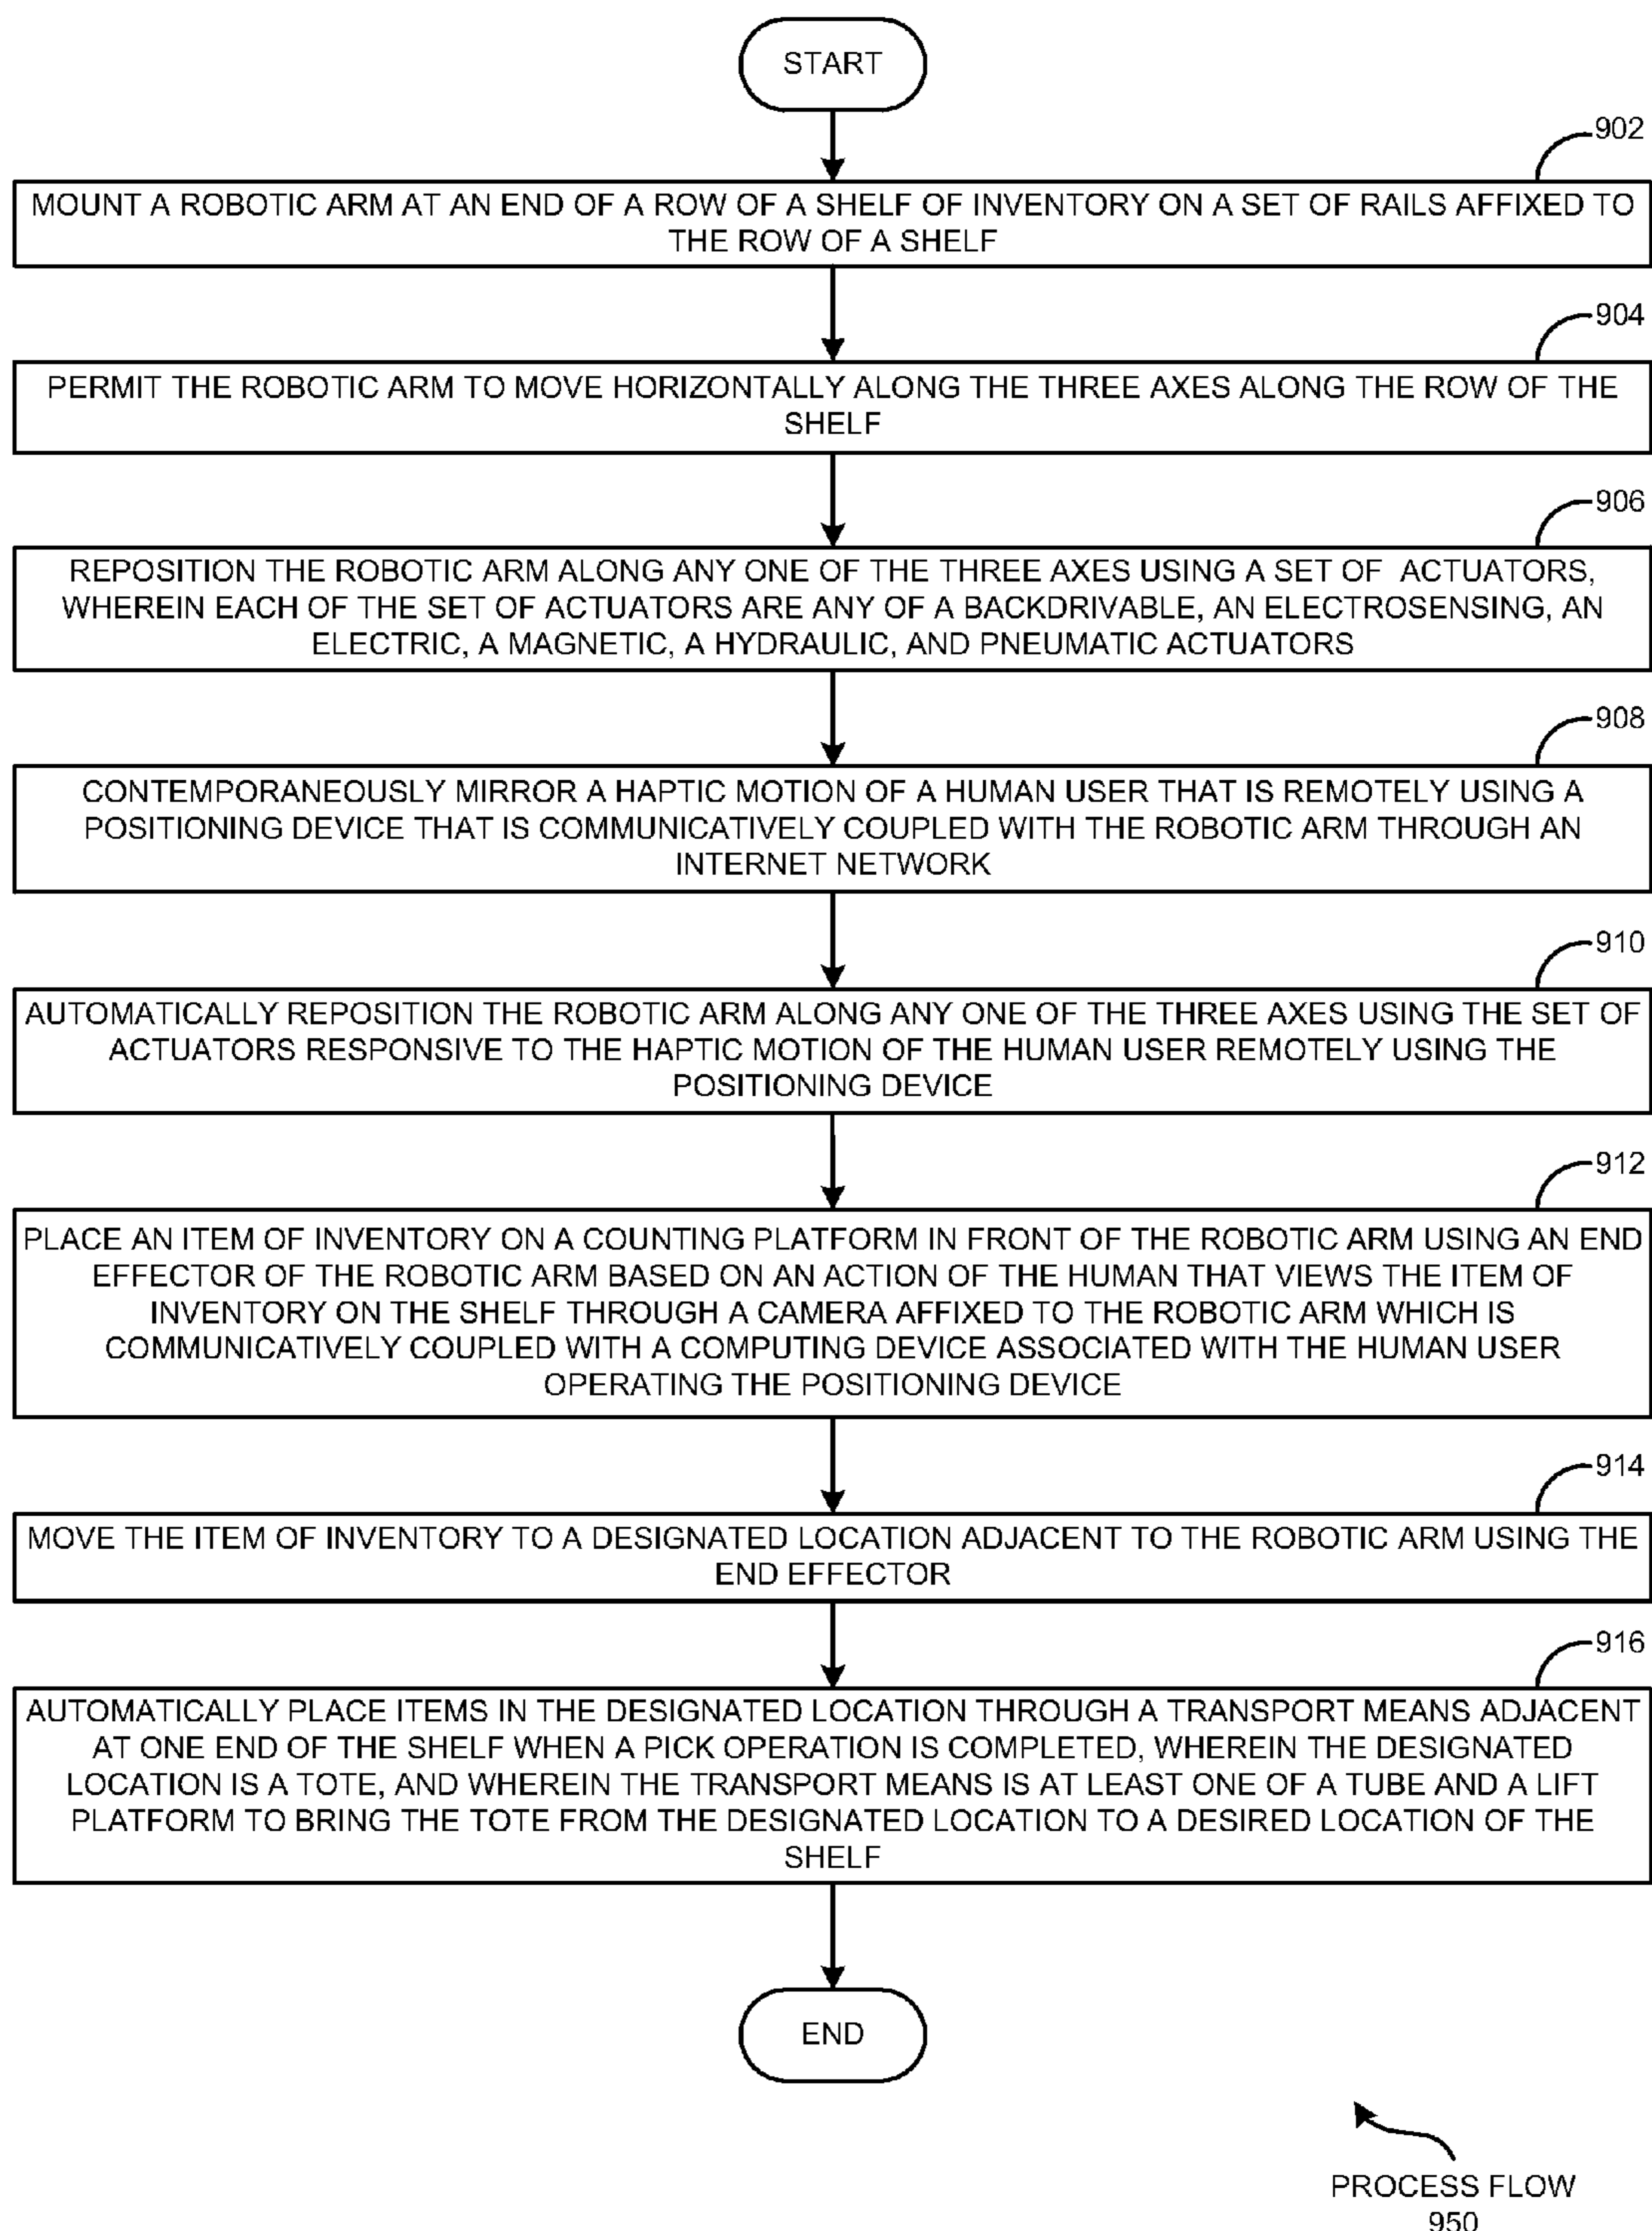 START
902
MOUNT A ROBOTIC ARM AT AN END OF A ROW OF A SHELF OF INVENTORY ON A SET OF RAILS AFFIXED TO
THE ROW OF A SHELF
904
PERMIT THE ROBOTIC ARM TO MOVE HORIZONTALLY ALONG THE THREE AXES ALONG THE ROW OF THE
SHELF
906
REPOSITION THE ROBOTIC ARM ALONG ANY ONE OF THE THREE AXES USING A SET OF ACTUATORS,
WHEREIN EACH OF THE SET OF ACTUATORS ARE ANY OF A BACKDRIVABLE, AN ELECTROSENSING, AN
ELECTRIC, A MAGNETIC, A HYDRAULIC, AND PNEUMATIC ACTUATORS
908
CONTEMPORANEOUSLY MIRROR A HAPTIC MOTION OF A HUMAN USER THAT IS REMOTELY USING A
POSITIONING DEVICE THAT IS COMMUNICATIVELY COUPLED WITH THE ROBOTIC ARM THROUGH AN
INTERNET NETWORK
910
AUTOMATICALLY REPOSITION THE ROBOTIC ARM ALONG ANY ONE OF THE THREE AXES USING THE SET OF
ACTUATORS RESPONSIVE TO THE HAPTIC MOTION OF THE HUMAN USER REMOTELY USING THE
POSITIONING DEVICE
912
PLACE AN ITEM OF INVENTORY ON A COUNTING PLATFORM IN FRONT OF THE ROBOTIC ARM USING AN END
EFFECTOR OF THE ROBOTIC ARM BASED ON AN ACTION OF THE HUMAN THAT VIEWS THE ITEM OF
INVENTORY ON THE SHELF THROUGH A CAMERA AFFIXED TO THE ROBOTIC ARM WHICH IS
COMMUNICATIVELY COUPLED WITH A COMPUTING DEVICE ASSOCIATED WITH THE HUMAN USER
OPERATING THE POSITIONING DEVICE
914
MOVE THE ITEM OF INVENTORY TO A DESIGNATED LOCATION ADJACENT TO THE ROBOTIC ARM USING THE
END EFFECTOR
916
AUTOMATICALLY PLACE ITEMS IN THE DESIGNATED LOCATION THROUGH A TRANSPORT MEANS ADJACENT
AT ONE END OF THE SHELF WHEN A PICK OPERATION IS COMPLETED, WHEREIN THE DESIGNATED
LOCATION IS A TOTE, AND WHEREIN THE TRANSPORT MEANS IS AT LEAST ONE OF A TUBE AND A LIFT
PLATFORM TO BRING THE TOTE FROM THE DESIGNATED LOCATION TO A DESIRED LOCATION OF THE
SHELF
END
PROCESS FLOW
950